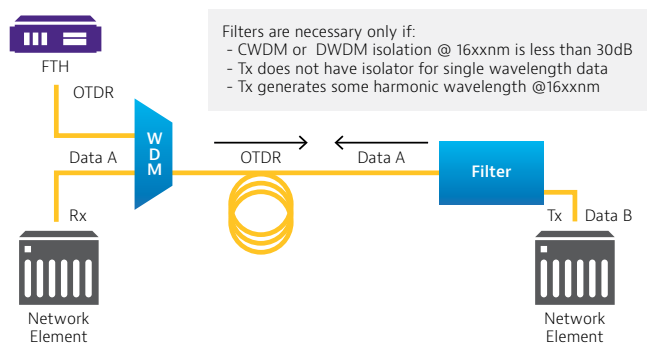 Filters are necessary only if:
- CWDM or DWDM isolation @ 16xxnm is less than 30dB
- Tx does not have isolator for single wavelength data
- Tx generates some harmonic wavelength @16xxnm
FTH
OTDR
WDM
Data A
OTDR
Data A
Filter
Rx
Tx
Data B
Network
Element
Network
Element